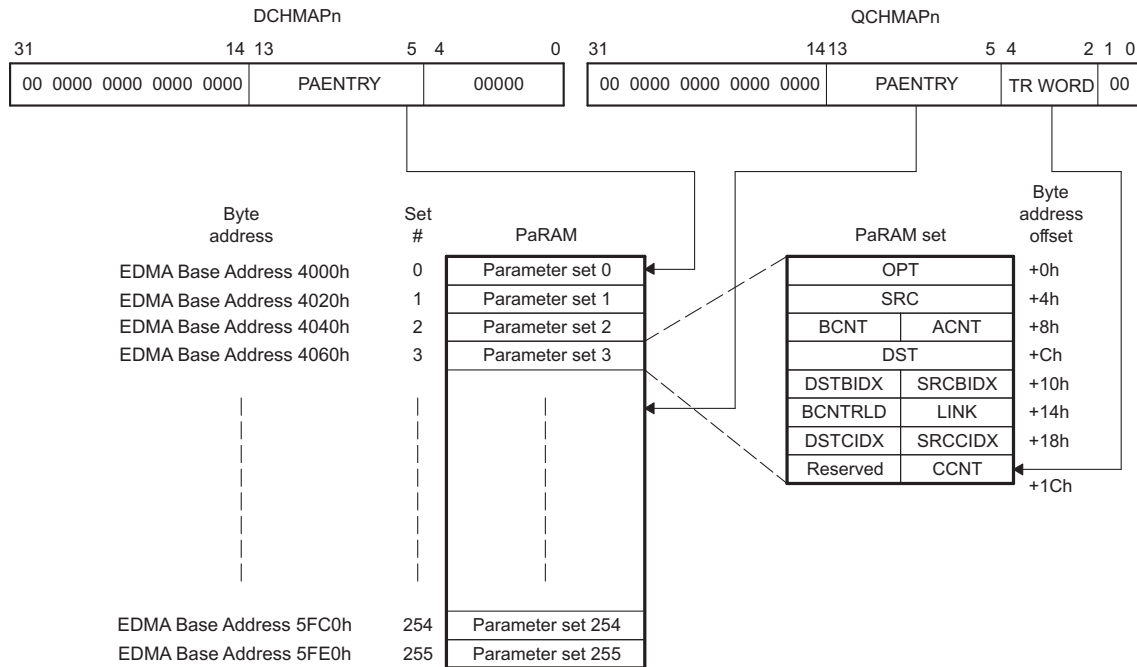 DCHMAPn QCHMAPn
31 14 13 5 4 0 31 14 13 5 4 2 1 0
00 0000 0000 0000 0000 PAENTRY 00000 00 0000 0000 0000 0000 PAENTRY TR WORD 00
Byte
address
Set
#
PaRAM
PaRAM set
Byte
address
offset
EDMA Base Address 4000h 0 Parameter set 0
EDMA Base Address 4020h 1 Parameter set 1
EDMA Base Address 4040h 2 Parameter set 2
EDMA Base Address 4060h 3 Parameter set 3
OPT +0h
SRC +4h
BCNT ACNT +8h
DST +Ch
DSTBIDX SRCBIDX +10h
BCNTRLD LINK +14h
DSTCIDX SRCCIDX +18h
Reserved CCNT +1Ch
EDMA Base Address 5FC0h 254 Parameter set 254
EDMA Base Address 5FE0h 255 Parameter set 255